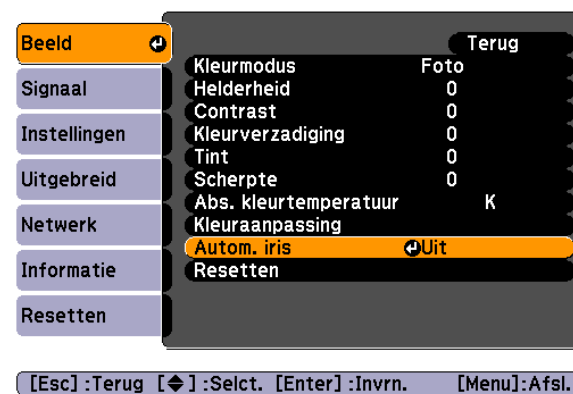 Beeld
Signaal
Instellingen
Uitgebreid
Netwerk
Informatie
Resetten
Terug
Kleurmodus Foto
Helderheid 0
Contrast 0
Kleurverzadiging 0
Tint 0
Scherpte 0
Abs. kleurtemperatuur K
Kleuraanpassing
Autom. iris Uit
Resetten
[Esc] :Terug [◆] :Selct. [Enter] :Invrn. [Menu]:Afsl.